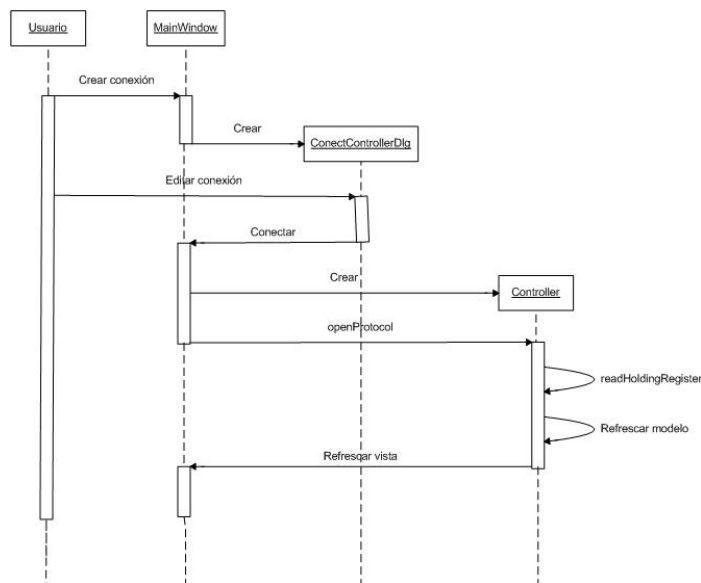 Usuario
MainWindow
Crear conexión
Crear
ConectControllerDlg
Editar conexión
Conectar
Crear
Controller
openProtocol
readHoldingRegister
Refrescar modelo
Refrescar vista